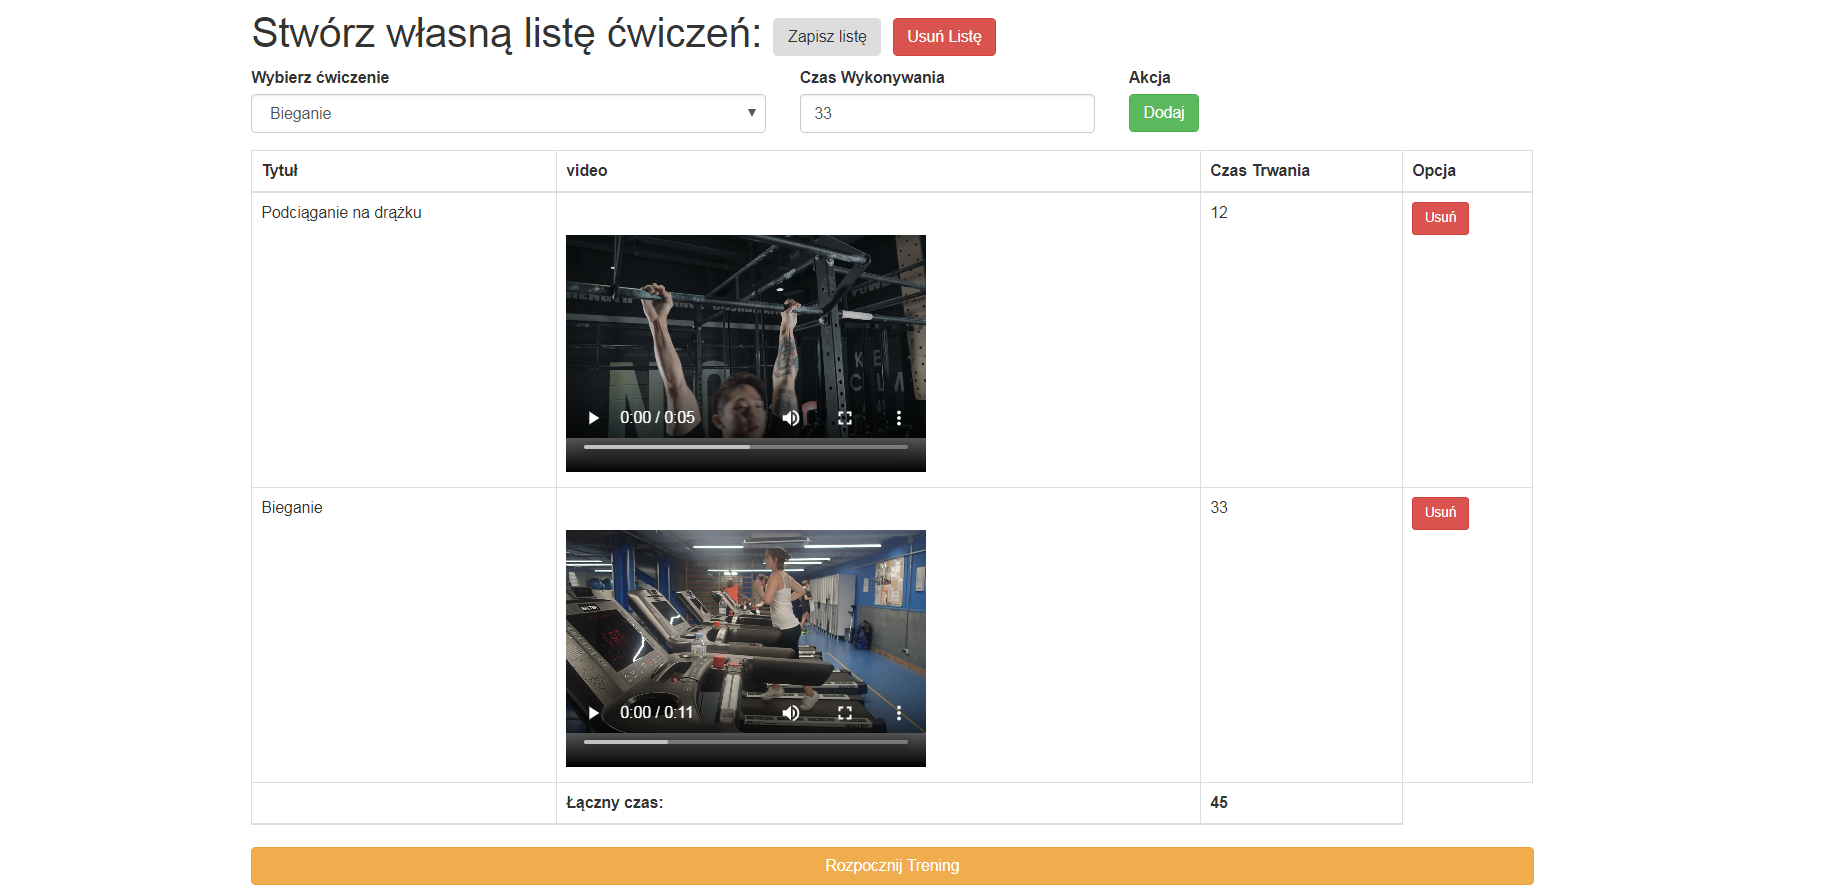 Stwórz własną listę ćwiczeń: Zapisz listę Usuń Listę
Wybierz ćwiczenie Czas Wykonywania Akcja
Bieganie 33 Dodaj
Tytuł video Czas Trwania Opcja
Podciąganie na drążku 12 Usuń
0:00 / 0:05
Bieganie 33 Usuń
0:00 / 0:11
Łączny czas: 45
Rozpocznij Trening